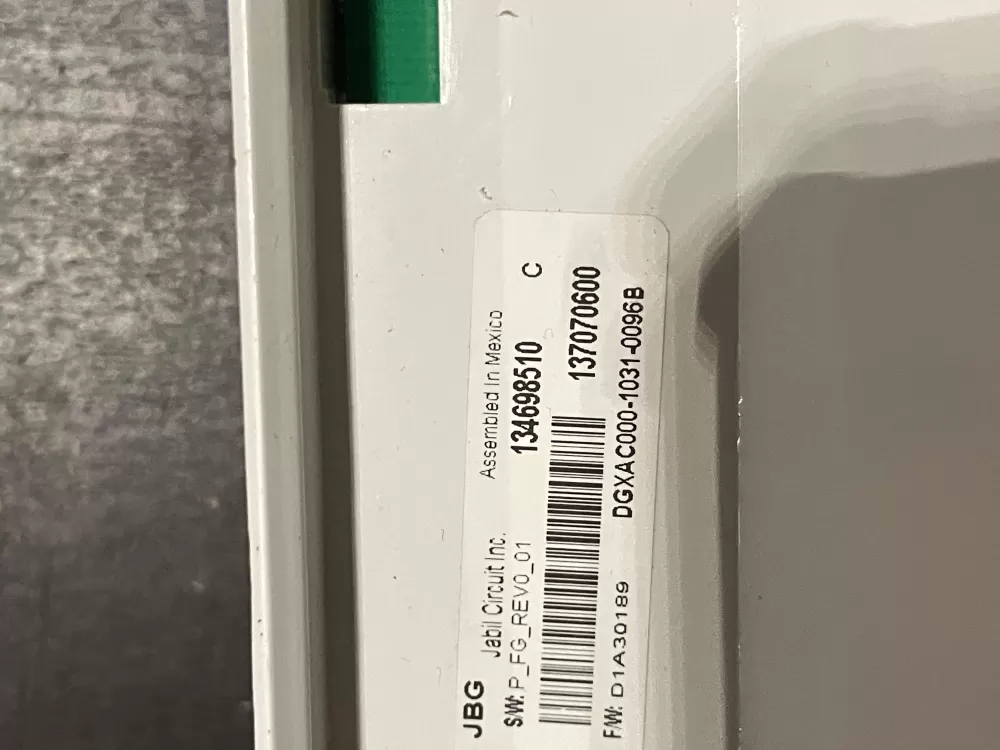 JBG Jabil Circuit Inc. Assembled In Mexico
S/W: P_FG_REV0_01 134698510 C
137070600
F/W: D1A30189 DGXAC000-1031-0096B